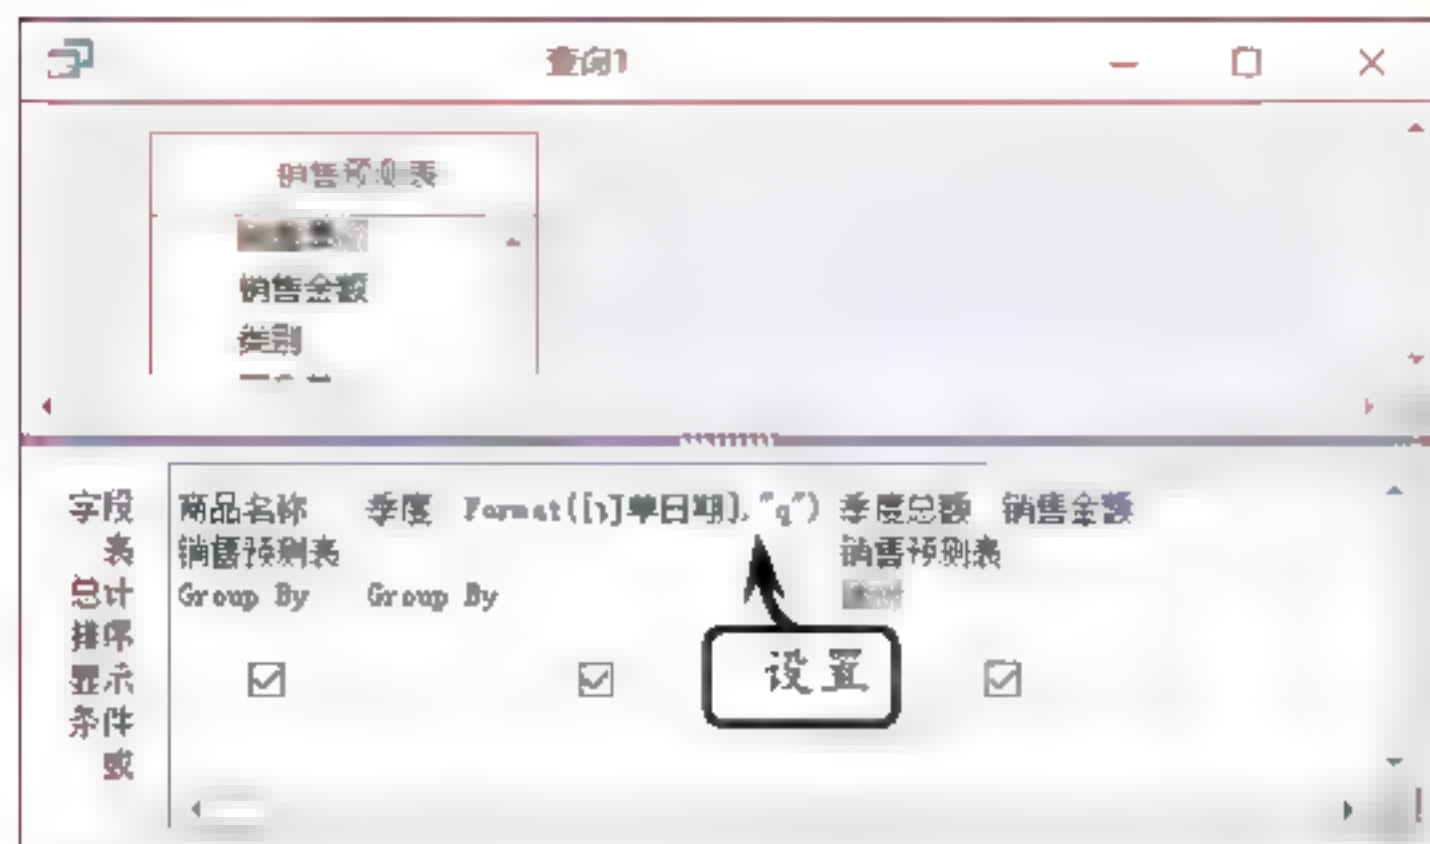 查询1
销售预测表
销售金额
类别
字段 商品名称 季度 Format([订单日期],"q") 季度总额 销售金额
表 销售预测表 销售预测表
总计 Group By Group By
排序
显示
设置
条件
或